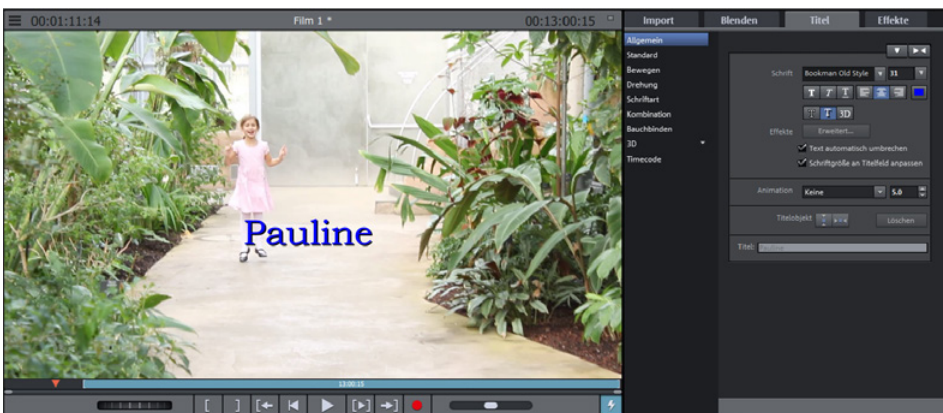 00:01:11:14 Film 1 * 00:13:00:15
Import Blenden Titel Effekte
Allgemein
Standard
Bewegen
Drehung
Schriftart
Kombination
Bauchbinden
3D
Timecode
Schrift Bookman Old Style 31
T T T
T T 3D
Effekte Erweitert...
Text automatisch umbrechen
Schriftgröße an Titelfeld anpassen
Animation Keine 5.0
Titelobjekt Löschen
Titel: Pauline
Pauline
13:00:15